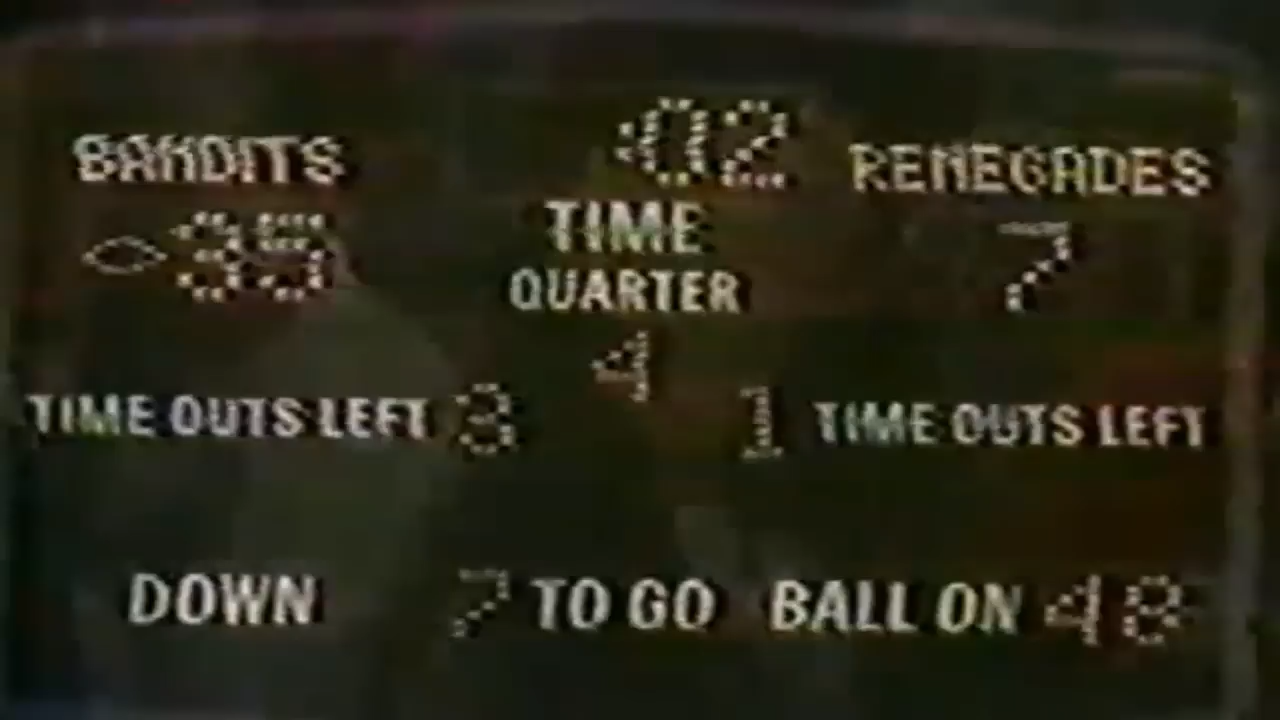 :02
BANDITS RENEGADES
35 TIME 7
QUARTER
4
TIME OUTS LEFT 3 1 TIME OUTS LEFT
DOWN 7 TO GO BALL ON 48